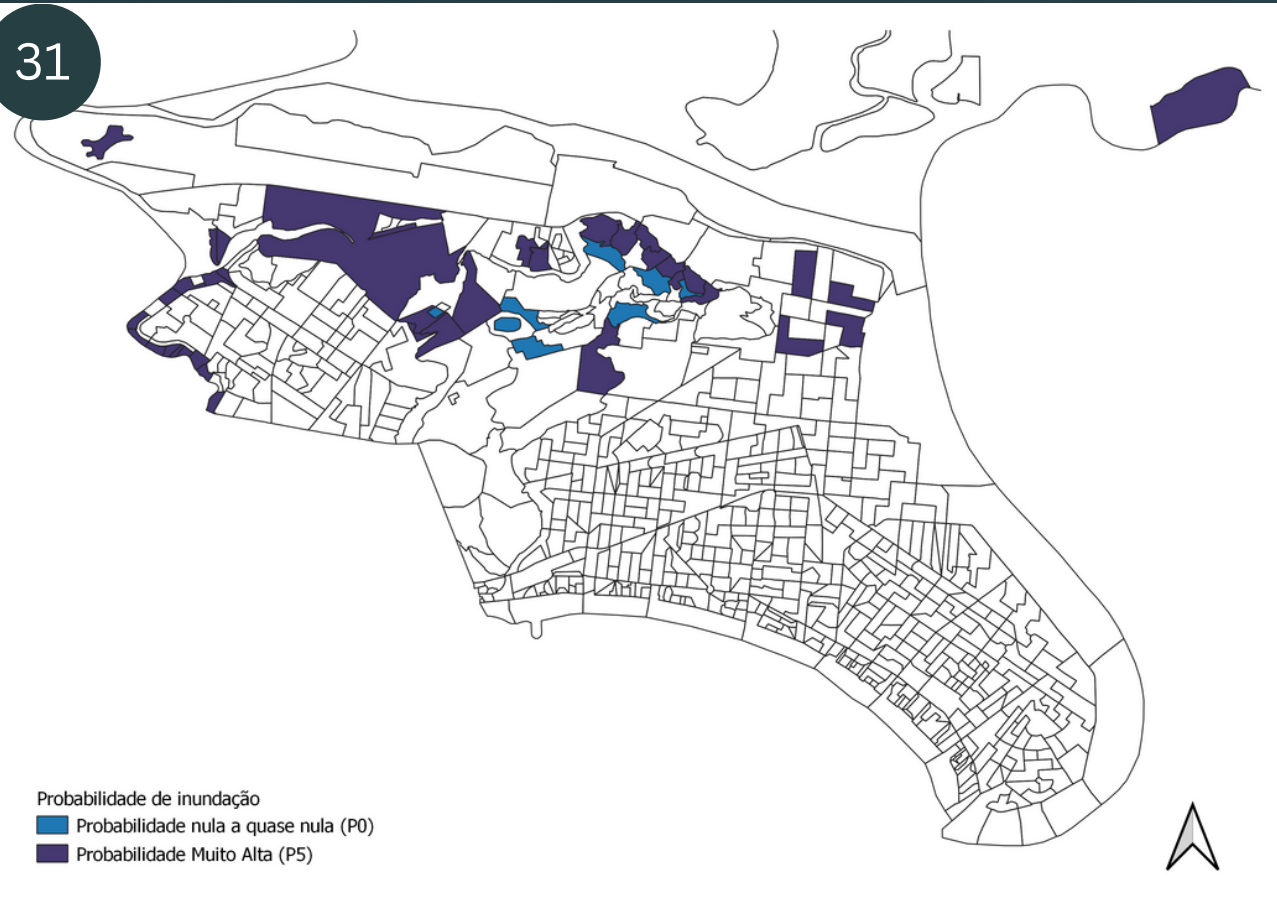 31
Probabilidade de inundação
Probabilidade nula a quase nula (P0)
Probabilidade Muito Alta (P5)